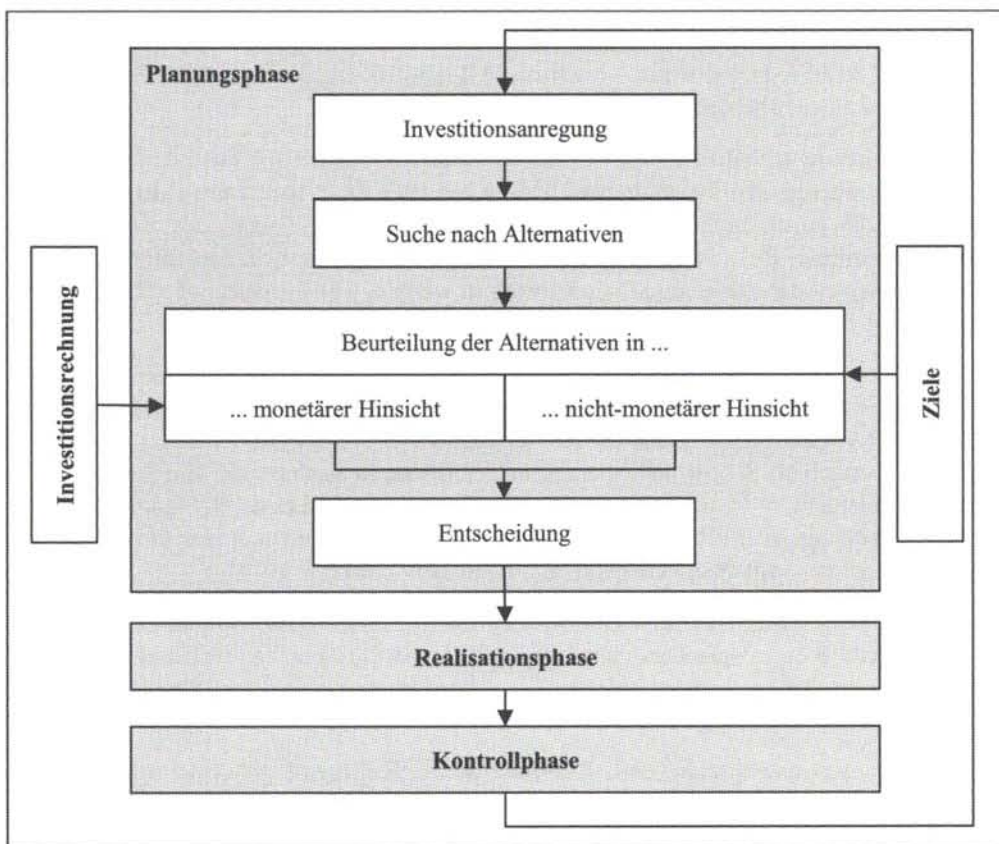 Planungsphase
Investitionsanregung
Suche nach Alternativen
Investitionsrechnung
Beurteilung der Alternativen in ...
... monetärer Hinsicht
... nicht-monetärer Hinsicht
Ziele
Entscheidung
Realisationsphase
Kontrollphase